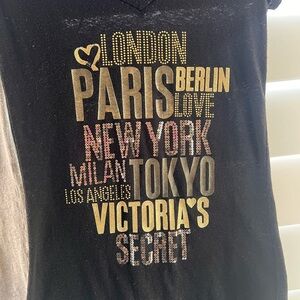 LONDON
PARIS BERLIN
LOVE
NEW YORK
MILAN TOKYO
LOS ANGELES
VICTORIA♥S
SECRET